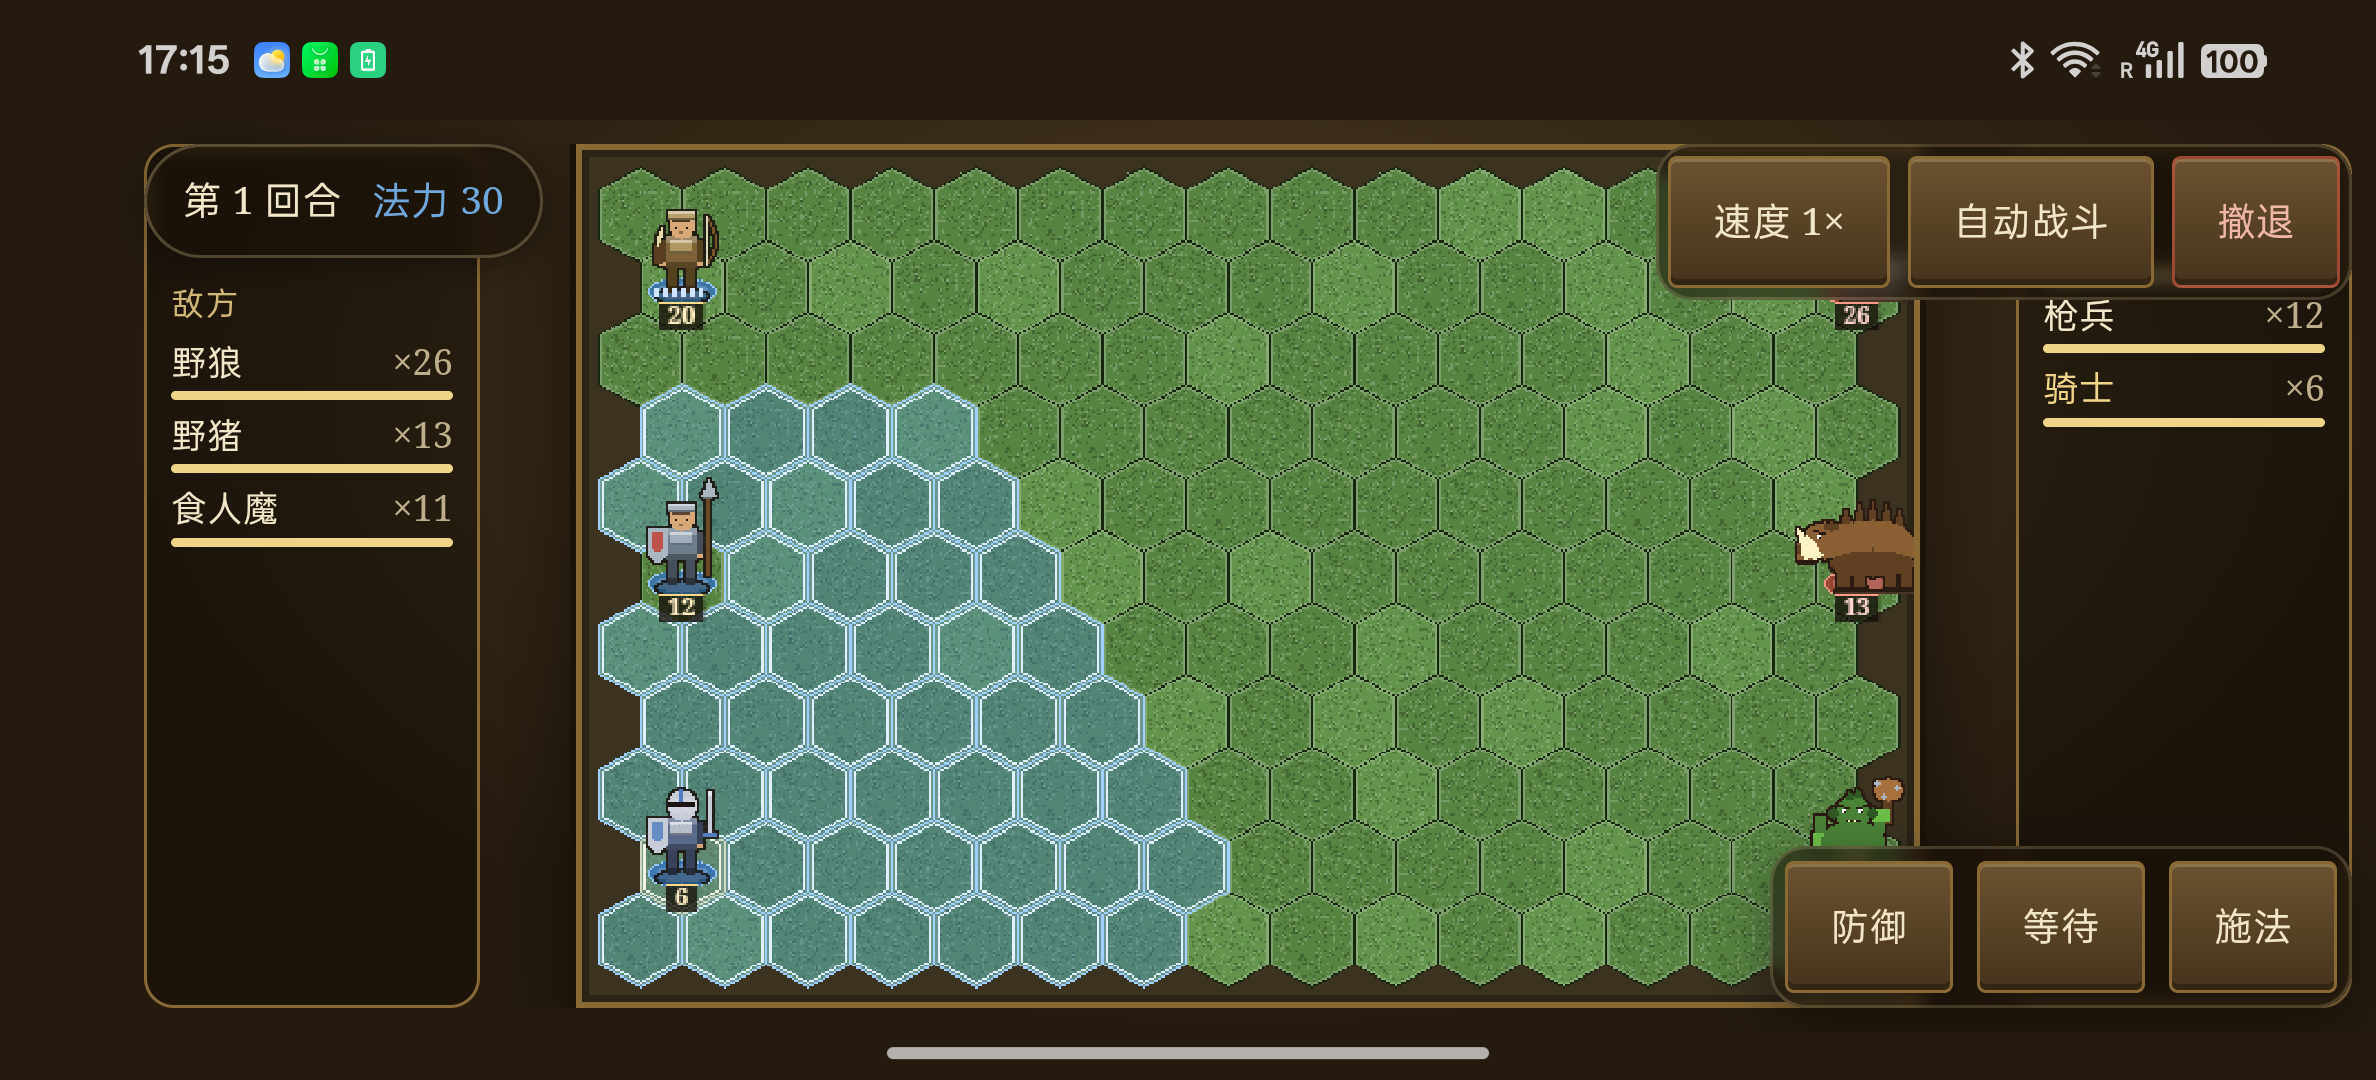 17:15
4G
R
100
第 1 回合 法力 30
速度 1×
自动战斗
撤退
敌方
野狼 ×26
野猪 ×13
食人魔 ×11
枪兵 ×12
骑士 ×6
20
26
12
13
6
防御
等待
施法